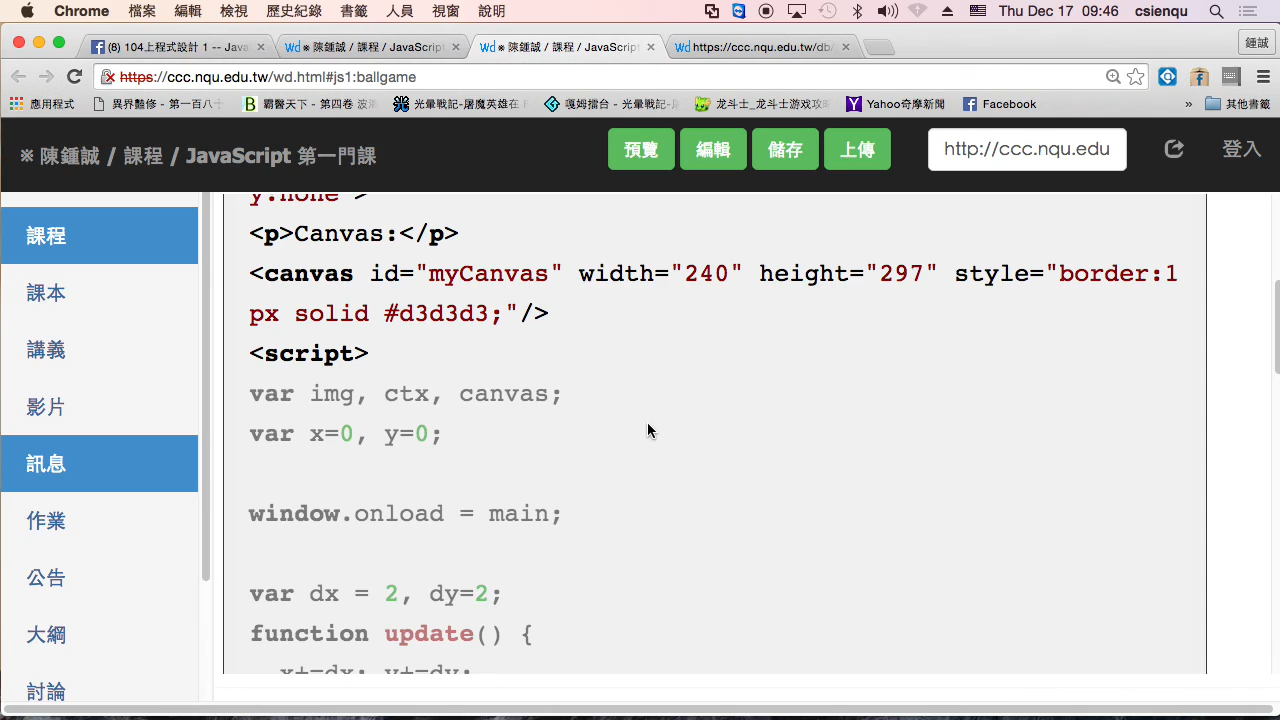 Chrome 檔案 編輯 檢視 歷史紀錄 書籤 人員 視窗 說明 Thu Dec 17 09:46 csienqu
(8) 104上程式設計 1 -- Java ※ 陳鍾誠 / 課程 / JavaScript ※ 陳鍾誠 / 課程 / JavaScript https://ccc.nqu.edu.tw/db/ 鍾誠
https://ccc.nqu.edu.tw/wd.html#js1:ballgame
應用程式 異界豔修 - 第一百八十 霸醫天下 - 第四卷 光暈戰記-屠魔英雄在 嘎姆擂台 - 光暈戰記- 龙斗士_龙斗士游戏攻略 Yahoo奇摩新聞 Facebook » 其他書籤
※ 陳鍾誠 / 課程 / JavaScript 第一門課 預覽 編輯 儲存 上傳 http://ccc.nqu.edu 登入
課程
課本
講義
影片
訊息
作業
公告
大綱
討論
y:none">
<p>Canvas:</p>
<canvas id="myCanvas" width="240" height="297" style="border:1
px solid #d3d3d3;"/>
<script>
var img, ctx, canvas;
var x=0, y=0;
window.onload = main;
var dx = 2, dy=2;
function update() {
x+=dx; y+=dy;